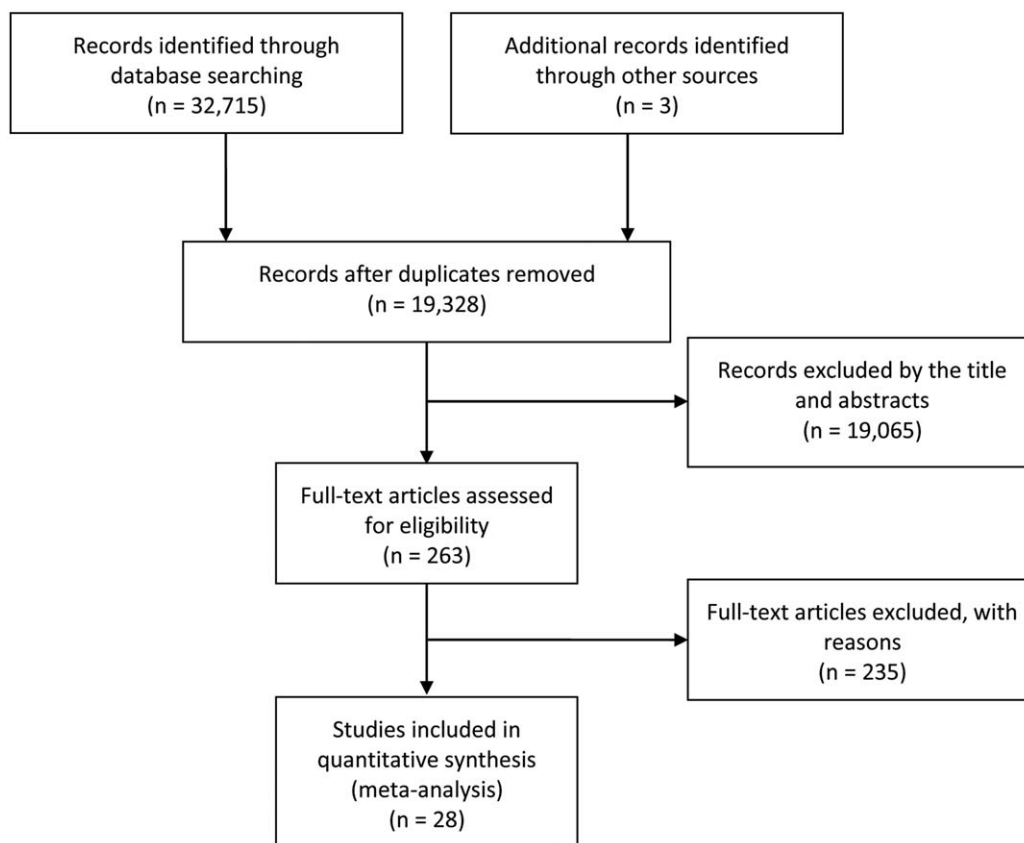 Records identified through
database searching
(n = 32,715)
Additional records identified
through other sources
(n = 3)
Records after duplicates removed
(n = 19,328)
Records excluded by the title
and abstracts
(n = 19,065)
Full-text articles assessed
for eligibility
(n = 263)
Full-text articles excluded, with
reasons
(n = 235)
Studies included in
quantitative synthesis
(meta-analysis)
(n = 28)